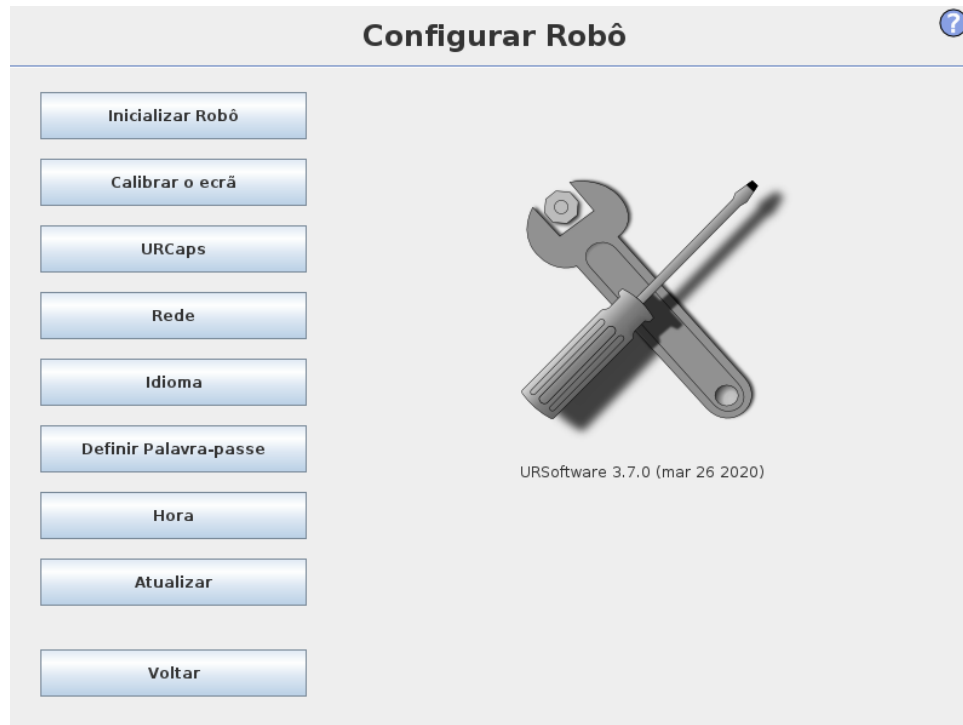 Configurar Robô
?
Inicializar Robô
Calibrar o ecrã
URCaps
Rede
Idioma
Definir Palavra-passe
Hora
Atualizar
Voltar
URSoftware 3.7.0 (mar 26 2020)